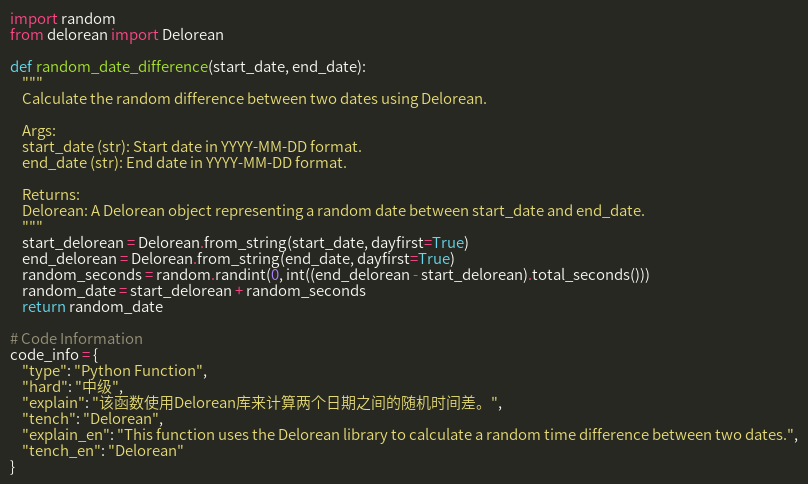 import random
from delorean import Delorean

def random_date_difference(start_date, end_date):
    """
    Calculate the random difference between two dates using Delorean.

    Args:
    start_date (str): Start date in YYYY-MM-DD format.
    end_date (str): End date in YYYY-MM-DD format.

    Returns:
    Delorean: A Delorean object representing a random date between start_date and end_date.
    """
    start_delorean = Delorean.from_string(start_date, dayfirst=True)
    end_delorean = Delorean.from_string(end_date, dayfirst=True)
    random_seconds = random.randint(0, int((end_delorean - start_delorean).total_seconds()))
    random_date = start_delorean + random_seconds
    return random_date

# Code Information
code_info = {
    "type": "Python Function",
    "hard": "中级",
    "explain": "该函数使用Delorean库来计算两个日期之间的随机时间差。",
    "tench": "Delorean",
    "explain_en": "This function uses the Delorean library to calculate a random time difference between two dates.",
    "tench_en": "Delorean"
}